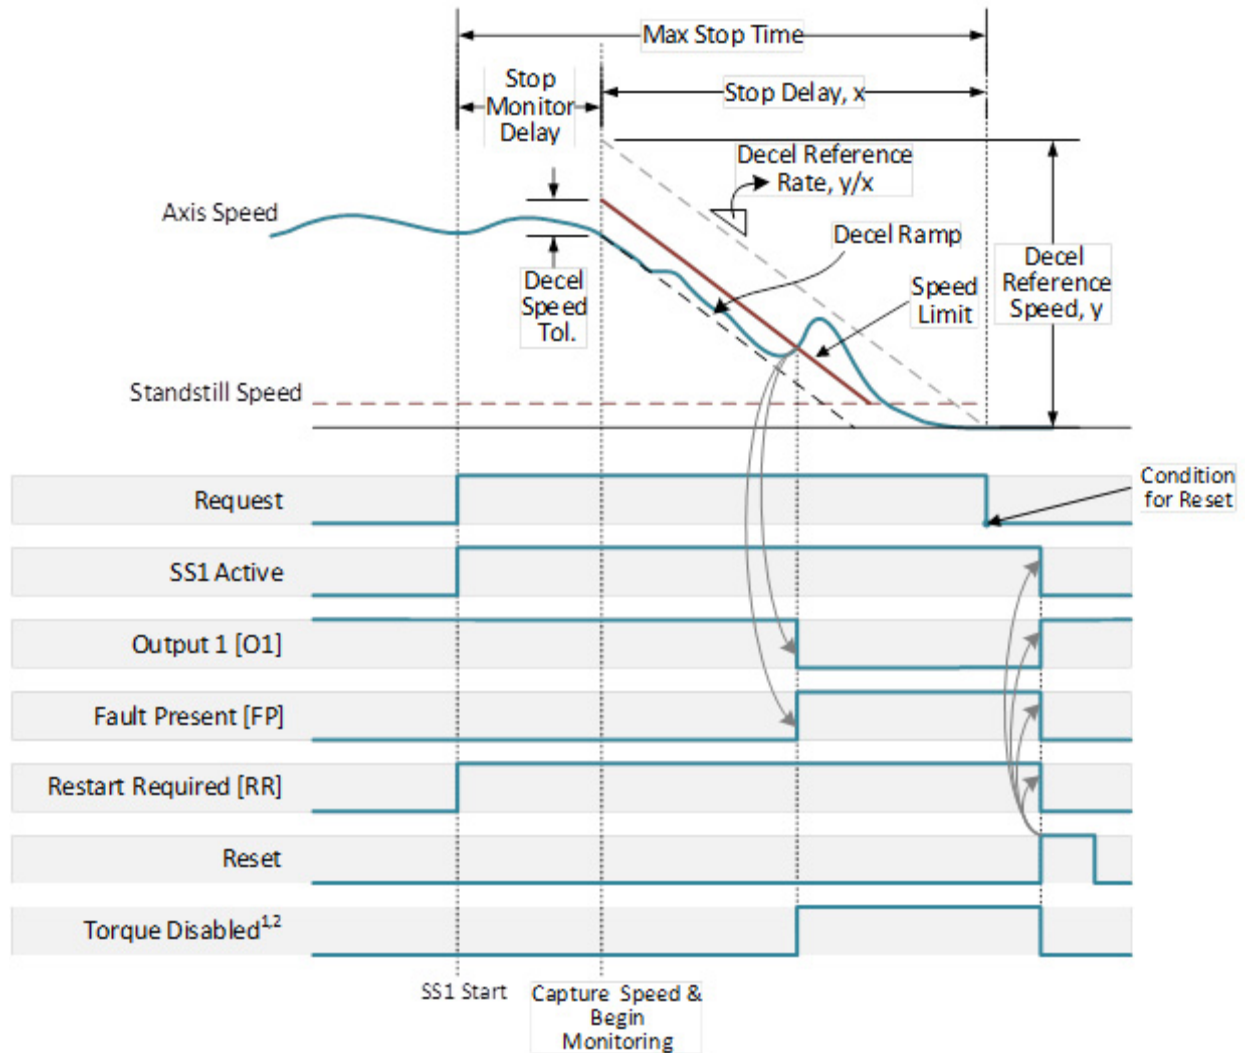 Max Stop Time
Stop
Monitor
Delay
Stop Delay, x
Decel Reference
Rate, y/x
Axis Speed
Decel Ramp
Decel
Speed
Tol.
Speed
Limit
Decel
Reference
Speed, y
Standstill Speed
Request
Condition
for Reset
SS1 Active
Output 1 [O1]
Fault Present [FP]
Restart Required [RR]
Reset
Torque Disabled1,2
SS1 Start
Capture Speed &
Begin
Monitoring